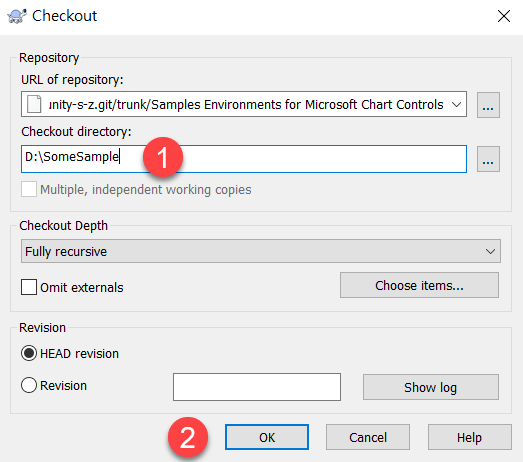 Checkout
Repository
URL of repository:
unity-s-z.git/trunk/Samples Environments for Microsoft Chart Controls
...
Checkout directory:
D:\SomeSample
1
...
Multiple, independent working copies
Checkout Depth
Fully recursive
Omit externals
Choose items...
Revision
HEAD revision
Revision
Show log
2
OK
Cancel
Help